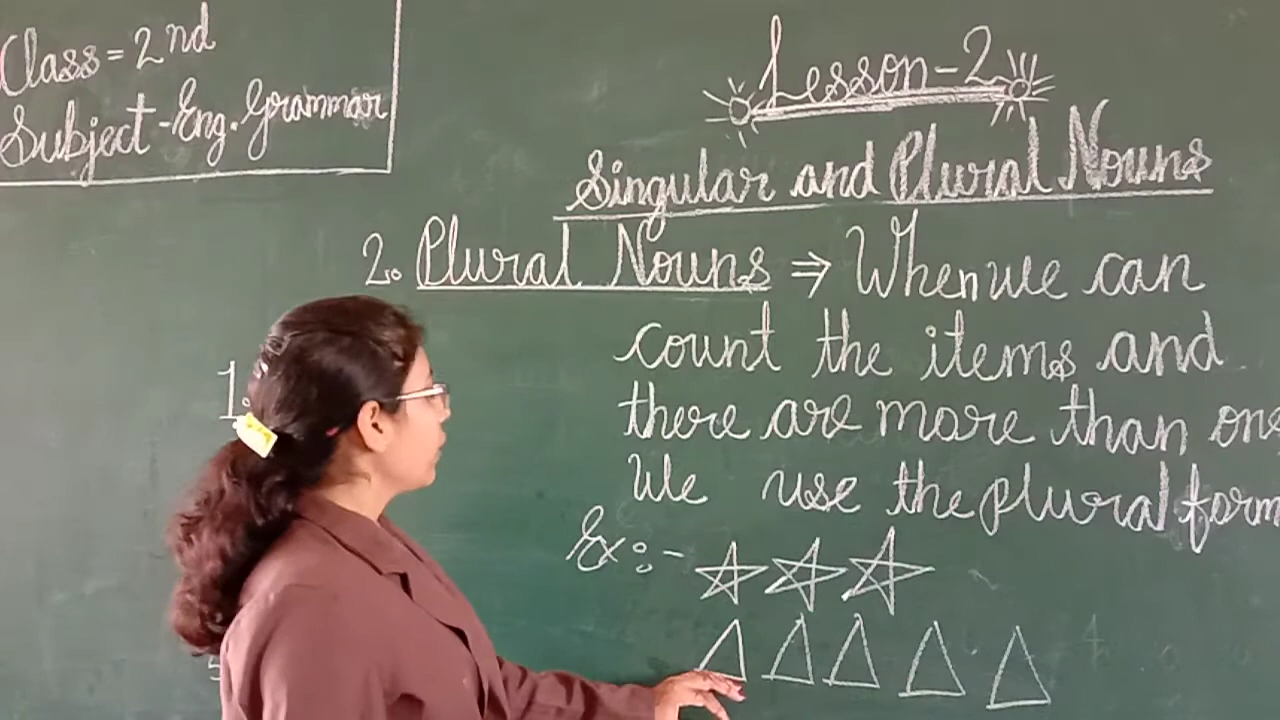 Class = 2nd
Subject - Eng. Grammar
Lesson - 2
Singular and Plural Nouns
2. Plural Nouns ⇒ When we can
count the items and
there are more than one
We use the plural form
Ex:-
1.